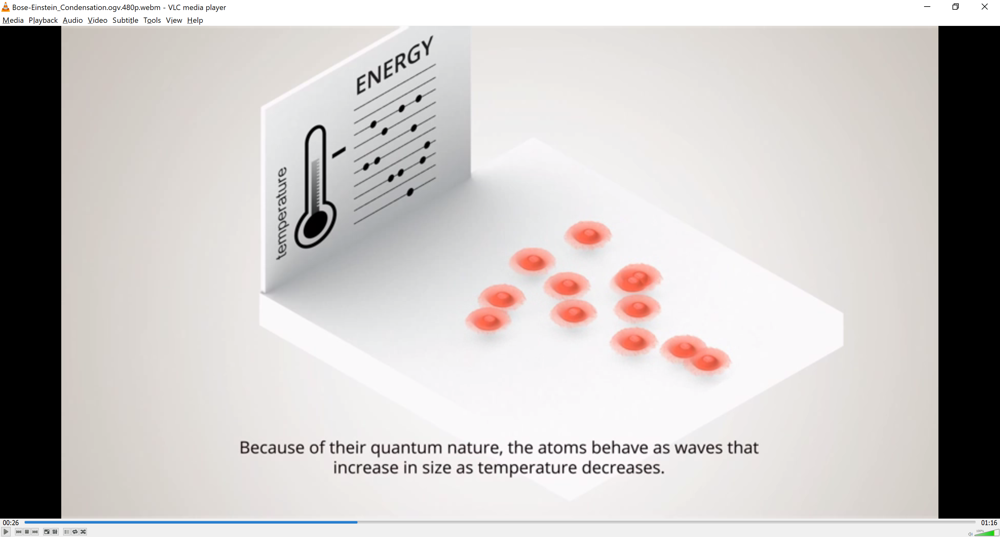 Bose-Einstein_Condensation.ogv.480p.webm - VLC media player
Media Playback Audio Video Subtitle Tools View Help
ENERGY
temperature
Because of their quantum nature, the atoms behave as waves that
increase in size as temperature decreases.
00:26
01:16
100%